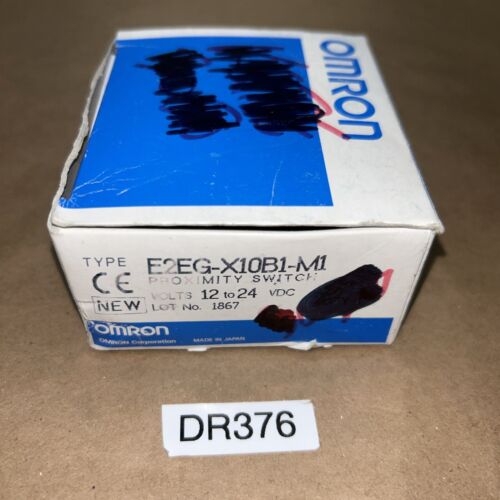 OMRON
TYPE E2EG-X10B1-M1
CE PROXIMITY SWITCH
NEW VOLTS 12 to 24 VDC
LOT No. 1867
OMRON
OMRON Corporation MADE IN JAPAN
DR376